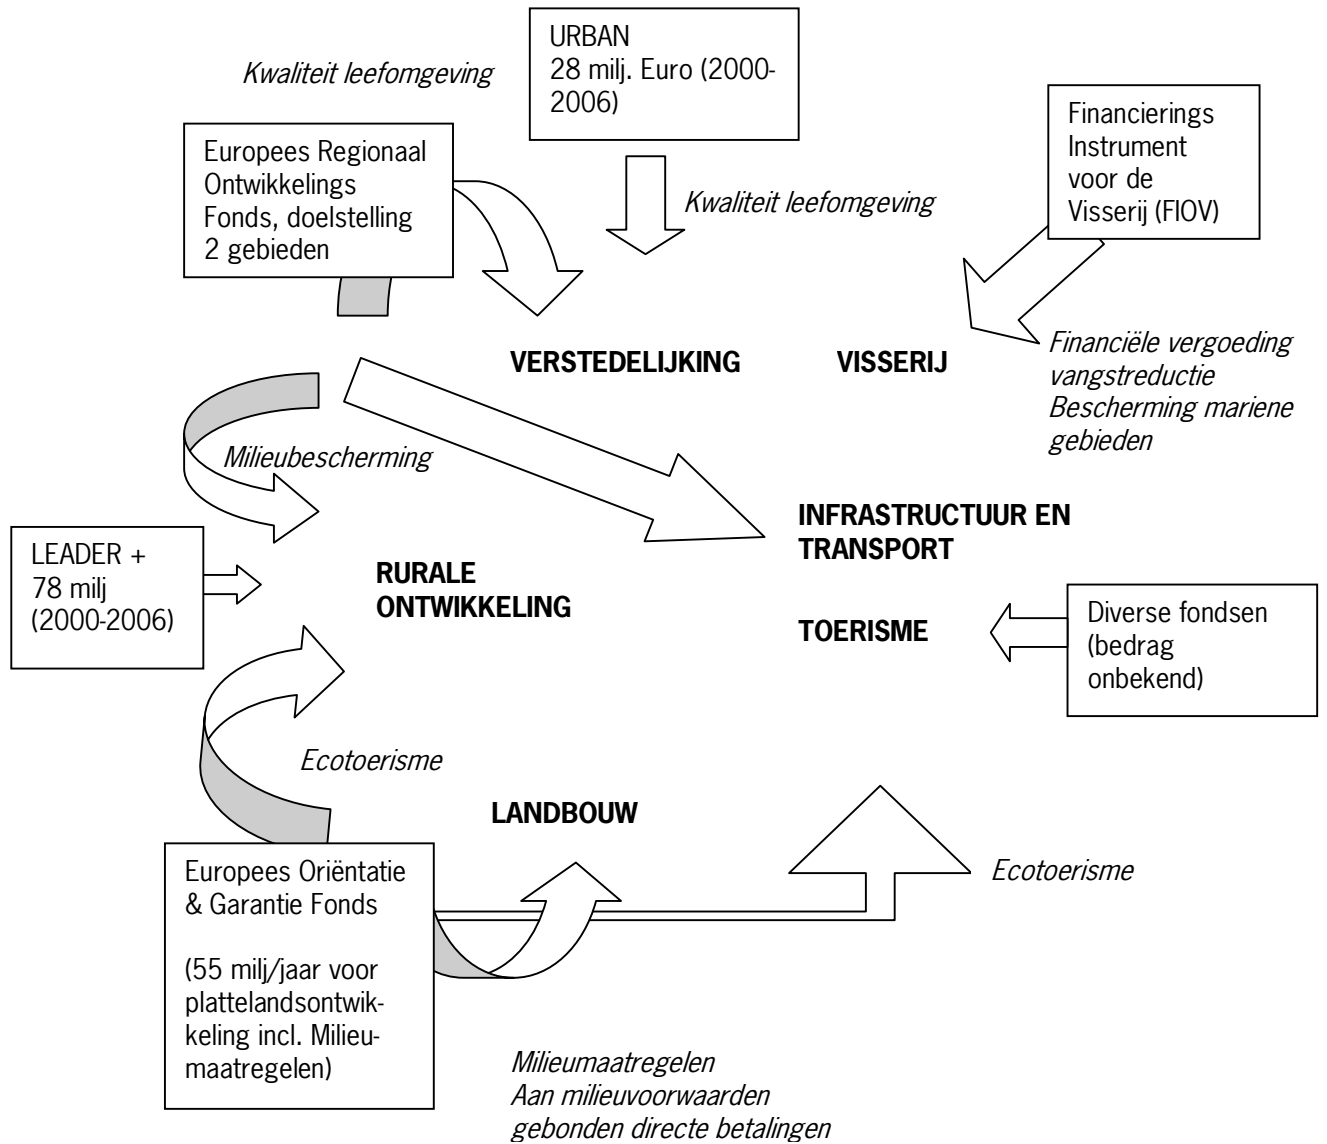 URBAN
28 milj. Euro (2000-
2006)
Kwaliteit leefomgeving
Europees Regionaal
Ontwikkelings
Fonds, doelstelling
2 gebieden
Kwaliteit leefomgeving
Financierings
Instrument
voor de
Visserij (FIOV)
VERSTEDELIJKING
VISSERIJ
Financiële vergoeding
vangstreductie
Bescherming mariene
gebieden
Milieubescherming
INFRASTRUCTUUR EN
TRANSPORT
LEADER +
78 milj
(2000-2006)
RURALE
ONTWIKKELING
TOERISME
Diverse fondsen
(bedrag
onbekend)
Ecotoerisme
LANDBOUW
Europees Oriëntatie
& Garantie Fonds
(55 milj/jaar voor
plattelandsontwik-
keling incl. Milieu-
maatregelen)
Ecotoerisme
Milieumaatregelen
Aan milieuvoorwaarden
gebonden directe betalingen